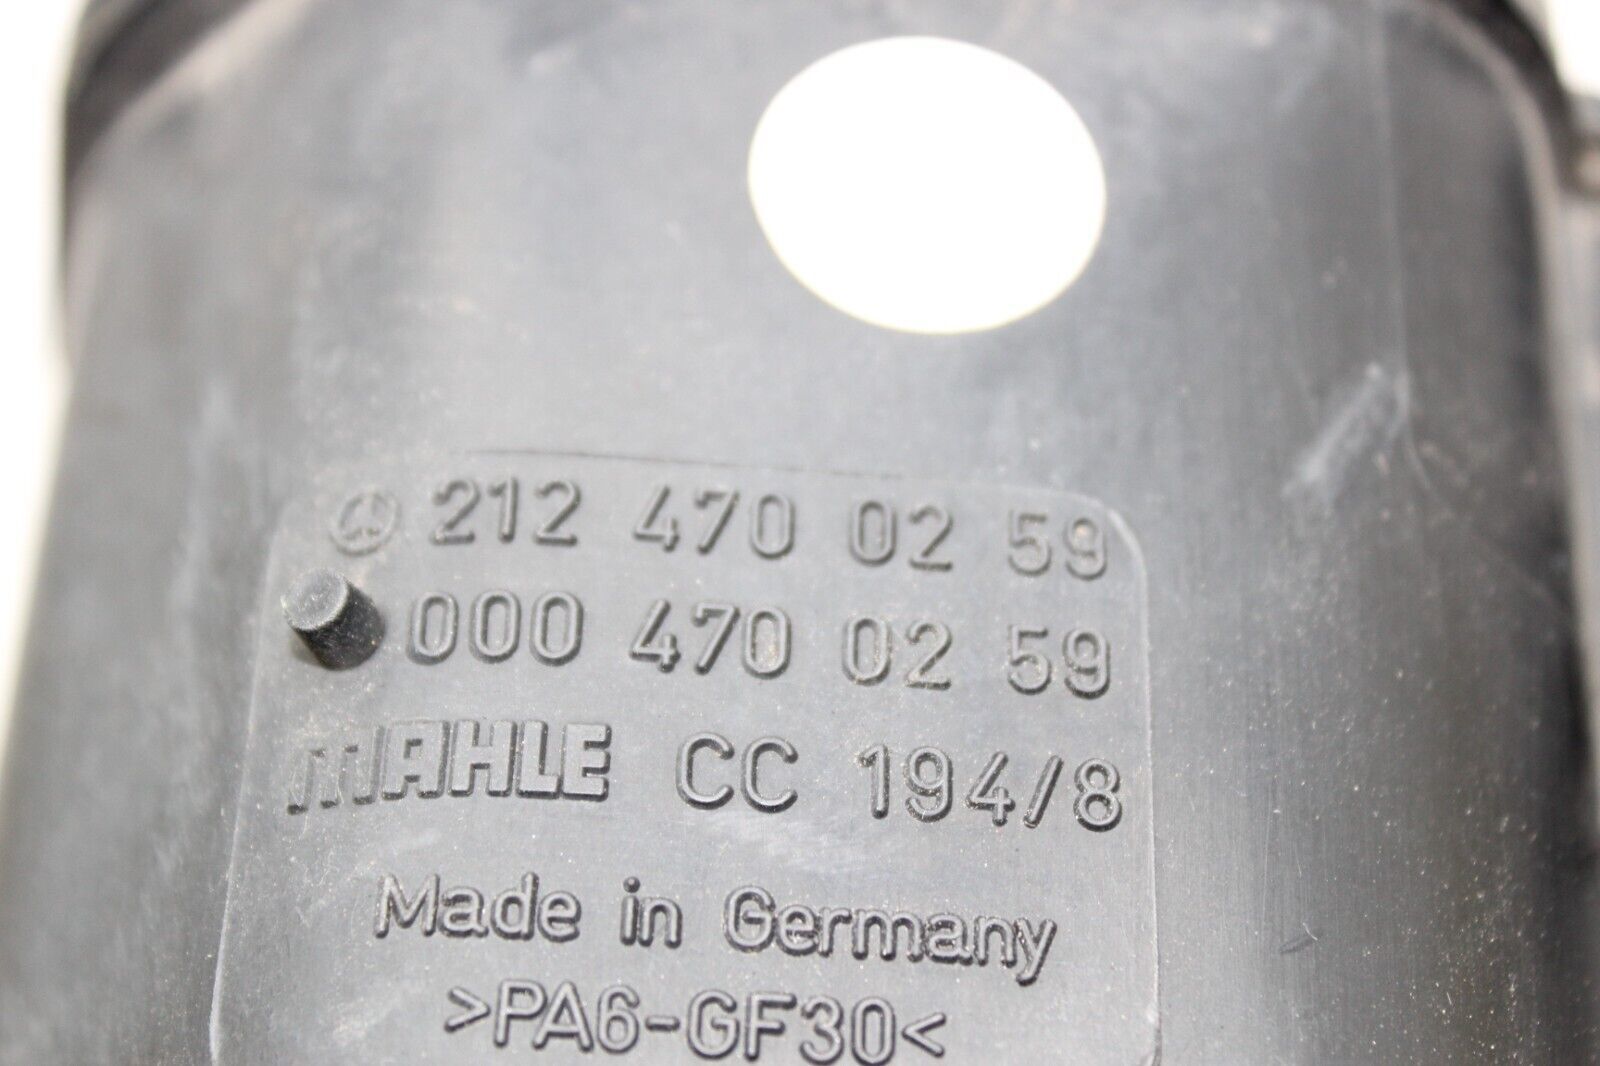 212 470 02 59
000 470 02 59
MAHLE CC 194/8
Made in Germany
>PA6-GF30<